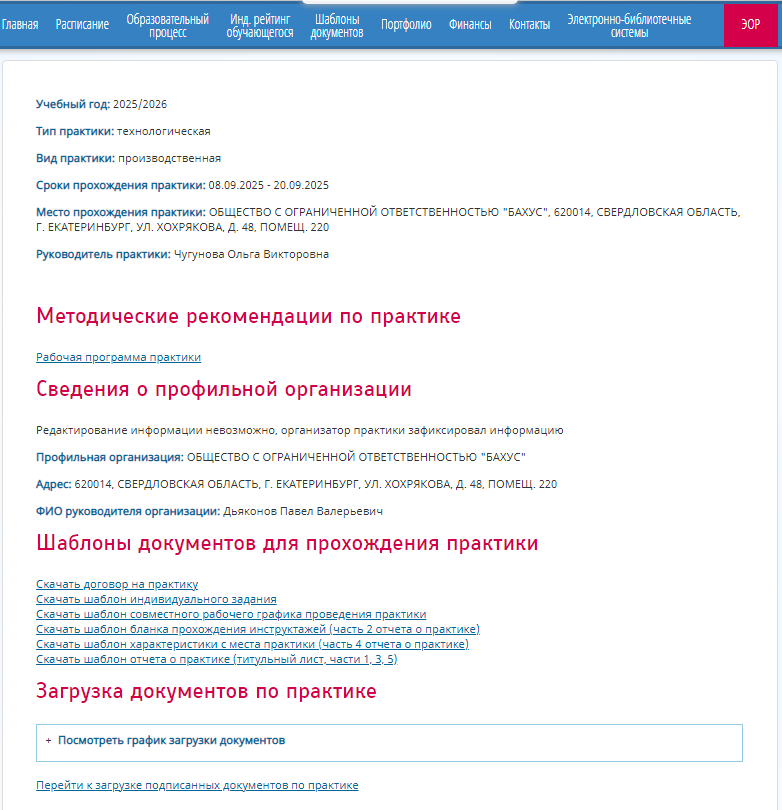 Главная Расписание Образовательный процесс Инд. рейтинг обучающегося Шаблоны документов Портфолио Финансы Контакты Электронно-библиотечные системы ЭОР
Учебный год: 2025/2026
Тип практики: технологическая
Вид практики: производственная
Сроки прохождения практики: 08.09.2025 - 20.09.2025
Место прохождения практики: ОБЩЕСТВО С ОГРАНИЧЕННОЙ ОТВЕТСТВЕННОСТЬЮ "БАХУС", 620014, СВЕРДЛОВСКАЯ ОБЛАСТЬ,
Г. ЕКАТЕРИНБУРГ, УЛ. ХОХРЯКОВА, Д. 48, ПОМЕЩ. 220
Руководитель практики: Чугунова Ольга Викторовна
Методические рекомендации по практике
Рабочая программа практики
Сведения о профильной организации
Редактирование информации невозможно, организатор практики зафиксировал информацию
Профильная организация: ОБЩЕСТВО С ОГРАНИЧЕННОЙ ОТВЕТСТВЕННОСТЬЮ "БАХУС"
Адрес: 620014, СВЕРДЛОВСКАЯ ОБЛАСТЬ, Г. ЕКАТЕРИНБУРГ, УЛ. ХОХРЯКОВА, Д. 48, ПОМЕЩ. 220
ФИО руководителя организации: Дьяконов Павел Валерьевич
Шаблоны документов для прохождения практики
Скачать договор на практику
Скачать шаблон индивидуального задания
Скачать шаблон совместного рабочего графика проведения практики
Скачать шаблон бланка прохождения инструктажей (часть 2 отчета о практике)
Скачать шаблон характеристики с места практики (часть 4 отчета о практике)
Скачать шаблон отчета о практике (титульный лист, части 1, 3, 5)
Загрузка документов по практике
+ Посмотреть график загрузки документов
Перейти к загрузке подписанных документов по практике